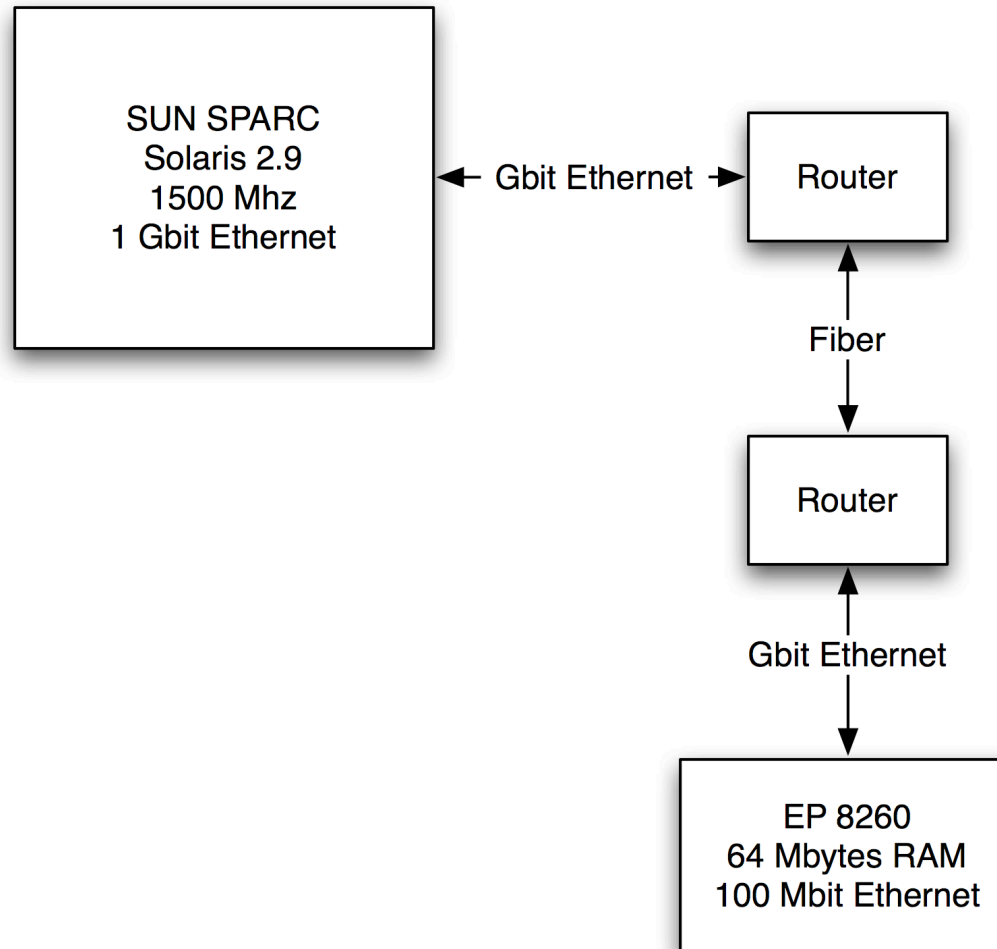 SUN SPARC
Solaris 2.9
1500 Mhz
1 Gbit Ethernet
Gbit Ethernet
Router
Fiber
Router
Gbit Ethernet
EP 8260
64 Mbytes RAM
100 Mbit Ethernet